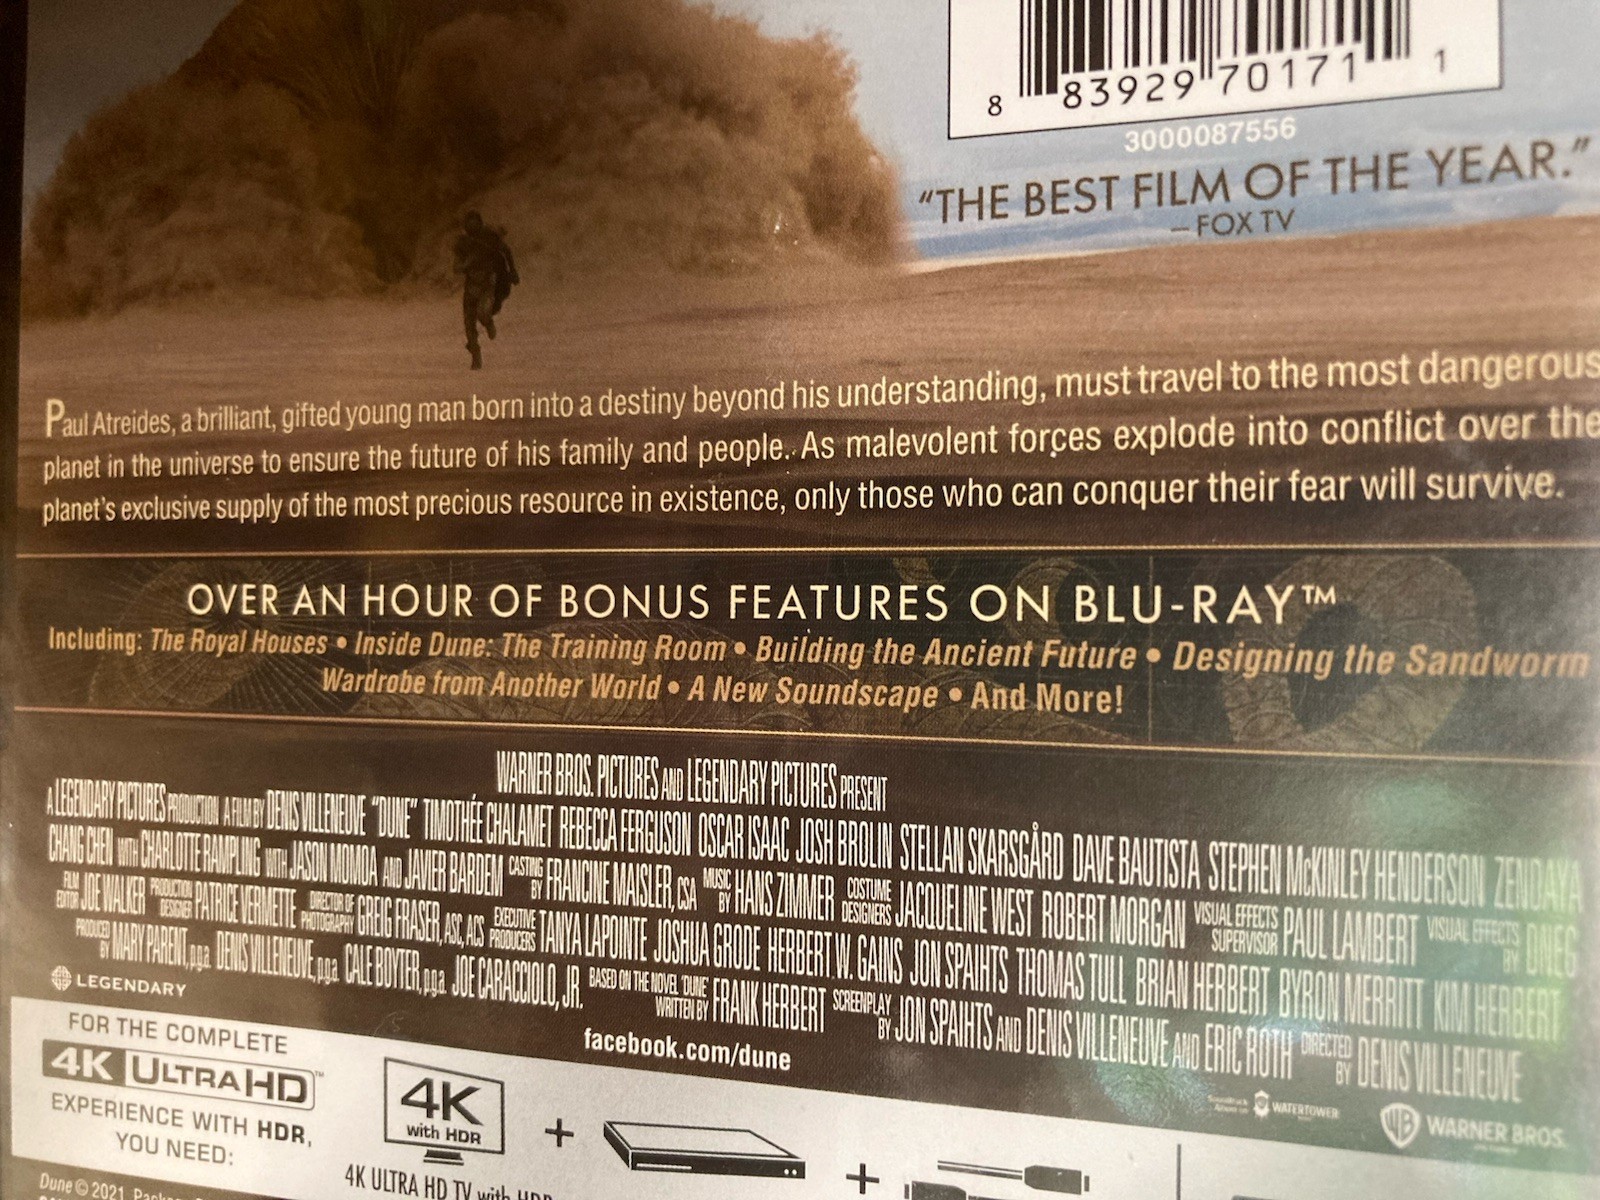 8 83929 70171 1
3000087556
“THE BEST FILM OF THE YEAR.”
– FOX TV
Paul Atreides, a brilliant, gifted young man born into a destiny beyond his understanding, must travel to the most dangerous
planet in the universe to ensure the future of his family and people. As malevolent forces explode into conflict over the
planet's exclusive supply of the most precious resource in existence, only those who can conquer their fear will survive.
OVER AN HOUR OF BONUS FEATURES ON BLU-RAY™
Including: The Royal Houses • Inside Dune: The Training Room • Building the Ancient Future • Designing the Sandworm
Wardrobe from Another World • A New Soundscape • And More!
WARNER BROS. PICTURES AND LEGENDARY PICTURES PRESENT
A LEGENDARY PICTURES PRODUCTION A FILM BY DENIS VILLENEUVE “DUNE” TIMOTHÉE CHALAMET REBECCA FERGUSON OSCAR ISAAC JOSH BROLIN STELLAN SKARSGÅRD DAVE BAUTISTA STEPHEN McKINLEY HENDERSON ZENDAYA
CHANG CHEN WITH CHARLOTTE RAMPLING WITH JASON MOMOA AND JAVIER BARDEM CASTING BY FRANCINE MAISLER, CSA MUSIC BY HANS ZIMMER COSTUME DESIGNERS JACQUELINE WEST ROBERT MORGAN VISUAL EFFECTS SUPERVISOR PAUL LAMBERT VISUAL EFFECTS BY DNEG
FILM EDITOR JOE WALKER PRODUCTION DESIGNER PATRICE VERMETTE DIRECTOR OF PHOTOGRAPHY GREIG FRASER, ASC, ACS EXECUTIVE PRODUCERS TANYA LAPOINTE JOSHUA GRODE HERBERT W. GAINS JON SPAIHTS THOMAS TULL BRIAN HERBERT BYRON MERRITT KIM HERBERT
PRODUCED BY MARY PARENT, p.g.a. DENIS VILLENEUVE, p.g.a. CALE BOYTER, p.g.a. JOE CARACCIOLO, JR. BASED ON THE NOVEL 'DUNE' WRITTEN BY FRANK HERBERT SCREENPLAY BY JON SPAIHTS AND DENIS VILLENEUVE AND ERIC ROTH DIRECTED BY DENIS VILLENEUVE
LEGENDARY
facebook.com/dune
Soundtrack Album on WATERTOWER
WB WARNER BROS.
FOR THE COMPLETE
4K ULTRA HD™
EXPERIENCE WITH HDR,
YOU NEED:
4K
with HDR
4K ULTRA HD TV with HDR
+
+
Dune © 2021